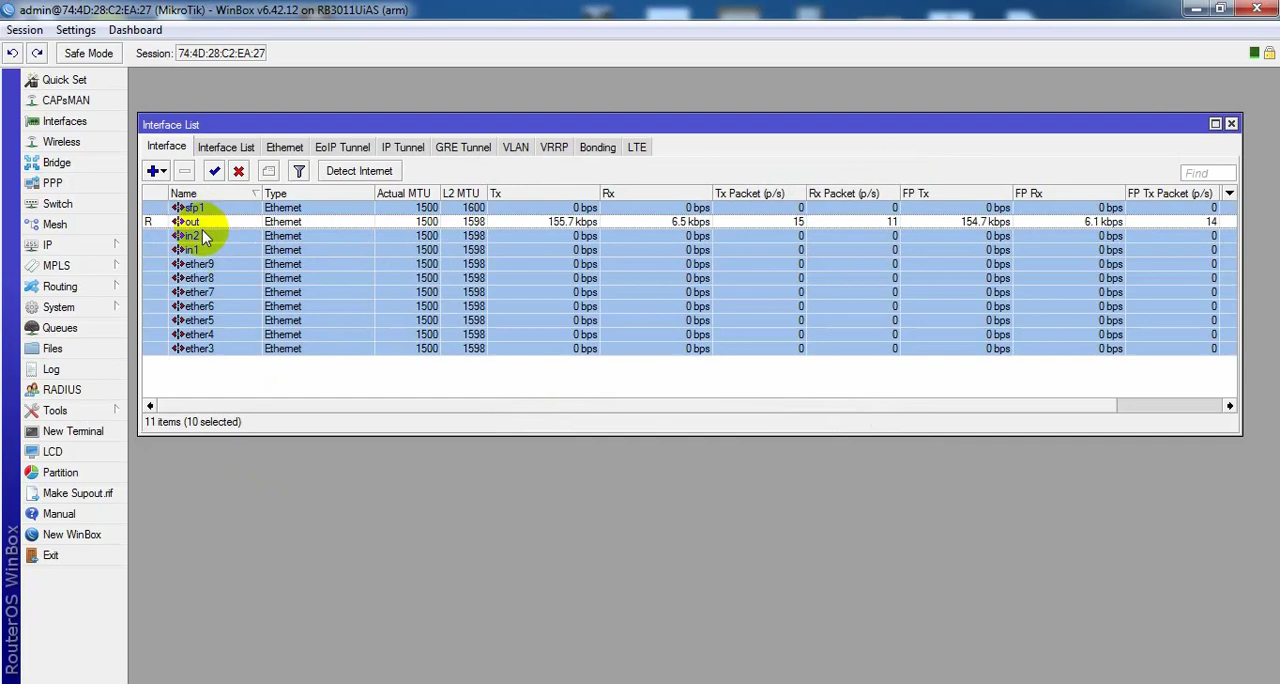 admin@74:4D:28:C2:EA:27 (MikroTik) - WinBox v6.42.12 on RB3011UiAS (arm)
Session Settings Dashboard
Safe Mode Session: 74:4D:28:C2:EA:27
Quick Set
CAPsMAN
Interfaces
Wireless
Bridge
PPP
Switch
Mesh
IP
MPLS
Routing
System
Queues
Files
Log
RADIUS
Tools
New Terminal
LCD
Partition
Make Supout.rif
Manual
New WinBox
Exit
RouterOS WinBox
Interface List
Interface Interface List Ethernet EoIP Tunnel IP Tunnel GRE Tunnel VLAN VRRP Bonding LTE
Detect Internet Find
Name Type Actual MTU L2 MTU Tx Rx Tx Packet (p/s) Rx Packet (p/s) FP Tx FP Rx FP Tx Packet (p/s)
sfp1 Ethernet 1500 1600 0 bps 0 bps 0 0 0 bps 0 bps 0
R out Ethernet 1500 1598 155.7 kbps 6.5 kbps 15 11 154.7 kbps 6.1 kbps 14
in2 Ethernet 1500 1598 0 bps 0 bps 0 0 0 bps 0 bps 0
in1 Ethernet 1500 1598 0 bps 0 bps 0 0 0 bps 0 bps 0
ether9 Ethernet 1500 1598 0 bps 0 bps 0 0 0 bps 0 bps 0
ether8 Ethernet 1500 1598 0 bps 0 bps 0 0 0 bps 0 bps 0
ether7 Ethernet 1500 1598 0 bps 0 bps 0 0 0 bps 0 bps 0
ether6 Ethernet 1500 1598 0 bps 0 bps 0 0 0 bps 0 bps 0
ether5 Ethernet 1500 1598 0 bps 0 bps 0 0 0 bps 0 bps 0
ether4 Ethernet 1500 1598 0 bps 0 bps 0 0 0 bps 0 bps 0
ether3 Ethernet 1500 1598 0 bps 0 bps 0 0 0 bps 0 bps 0
11 items (10 selected)